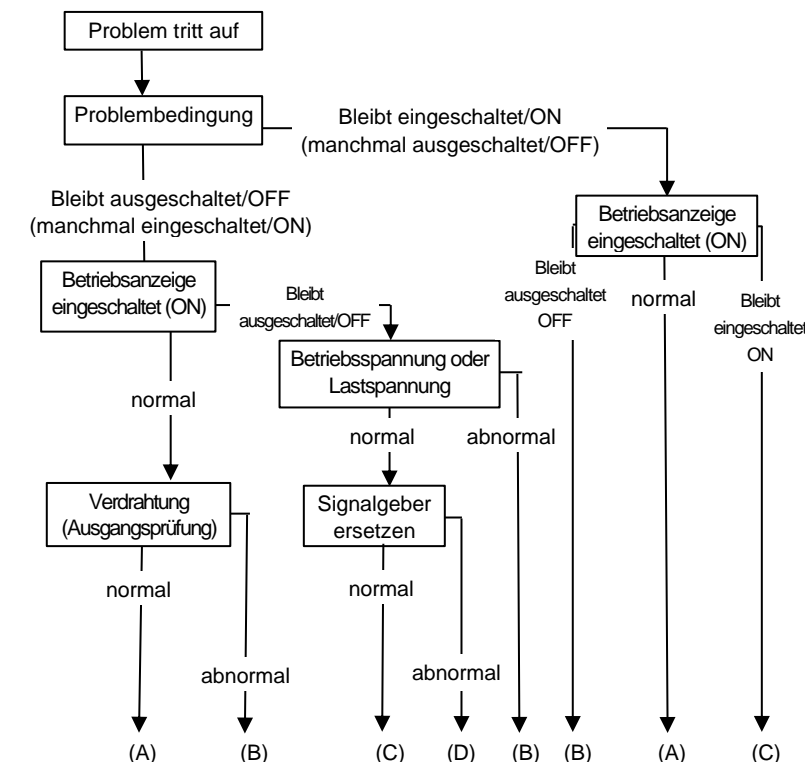 Problem tritt auf
Problembedingung
Bleibt eingeschaltet/ON
(manchmal ausgeschaltet/OFF)
Bleibt ausgeschaltet/OFF
(manchmal eingeschaltet/ON)
Betriebsanzeige
eingeschaltet (ON)
Betriebsanzeige
eingeschaltet (ON)
Bleibt
ausgeschaltet/OFF
Bleibt
ausgeschaltet
OFF
normal
Bleibt
eingeschaltet
ON
Betriebsspannung oder
Lastspannung
normal
normal
abnormal
Verdrahtung
(Ausgangsprüfung)
Signalgeber
ersetzen
normal
normal
abnormal
abnormal
(A) (B) (C) (D) (B) (B) (A) (C)